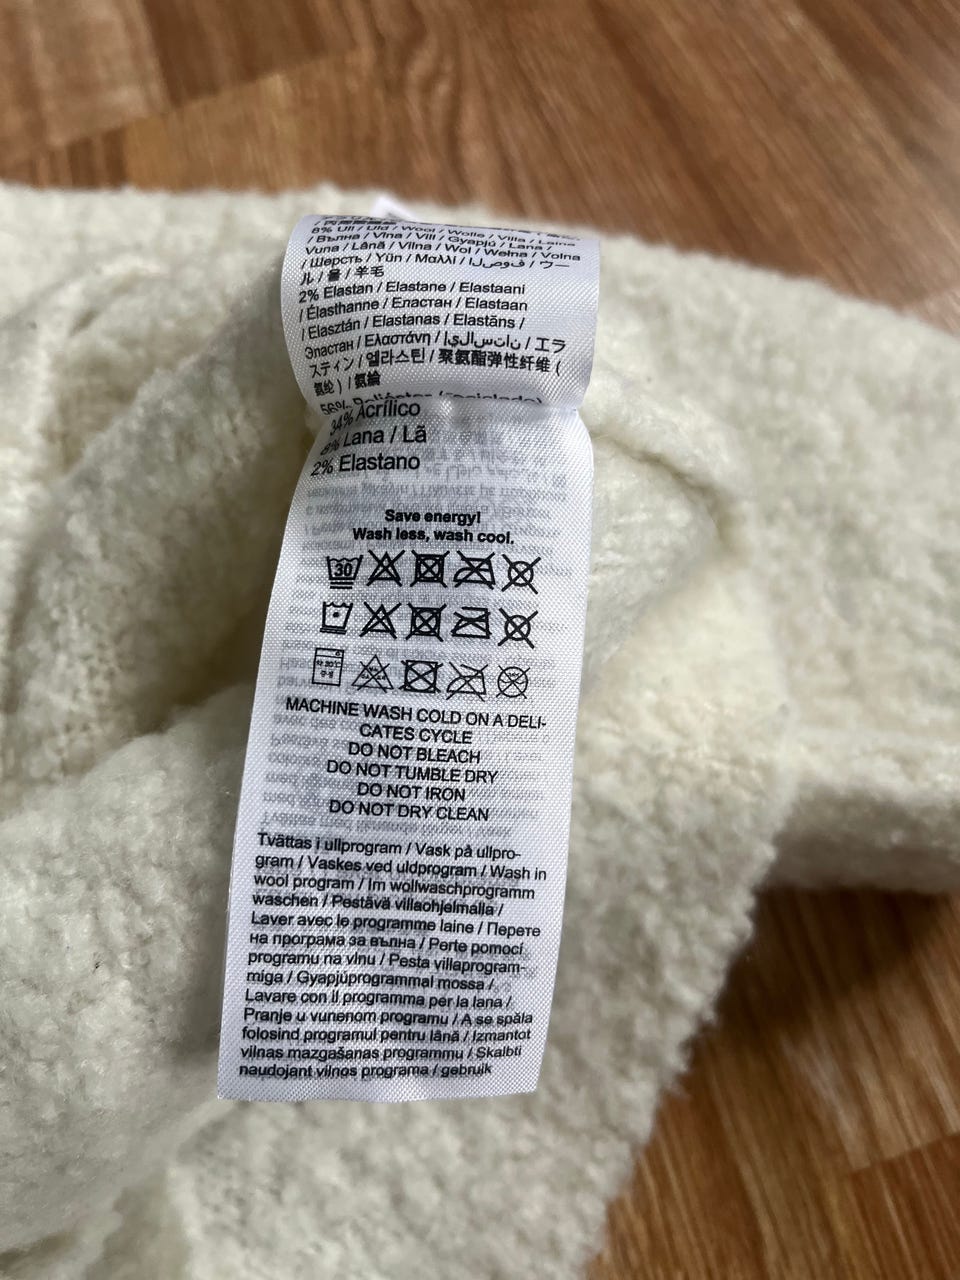 8% Ull / Uld / Wool / Wolle / Villa / Laine
/ Вълна / Vlna / Vill / Gyapjú / Lana /
Vuna / Lână / Vilna / Wol / Wełna / Volna
/ Шерсть / Yün / Μαλλί / الصوف / ウー
ル / 울 / 羊毛
2% Elastan / Elastane / Elastaani
/ Élasthanne / Еластан / Elastaan
/ Elasztán / Elastanas / Elastāns /
Эластан / Ελαστάνη / إيلاستان / エラ
スティン / 엘라스틴 / 聚氨酯弹性纤维 (
氨纶) / 氨綸
56% Poliéster (reciclado)
34% Acrílico
8% Lana / Lã
2% Elastano
Save energy!
Wash less, wash cool.
30
MACHINE WASH COLD ON A DELI-
CATES CYCLE
DO NOT BLEACH
DO NOT TUMBLE DRY
DO NOT IRON
DO NOT DRY CLEAN
Tvättas i ullprogram / Vask på ullpro-
gram / Vaskes ved uldprogram / Wash in
wool program / Im wollwaschprogramm
waschen / Pestävä villaohjelmalla /
Laver avec le programme laine / Перете
на програма за вълна / Perte pomocí
programu na vlnu / Pesta villaprogram-
miga / Gyapjúprogrammal mossa /
Lavare con il programma per la lana /
Pranje u vunenom programu / A se spăla
folosind programul pentru lână / Izmantot
vilnas mazgašanas programmu / Skalbti
naudojant vilnos programa / gebruik